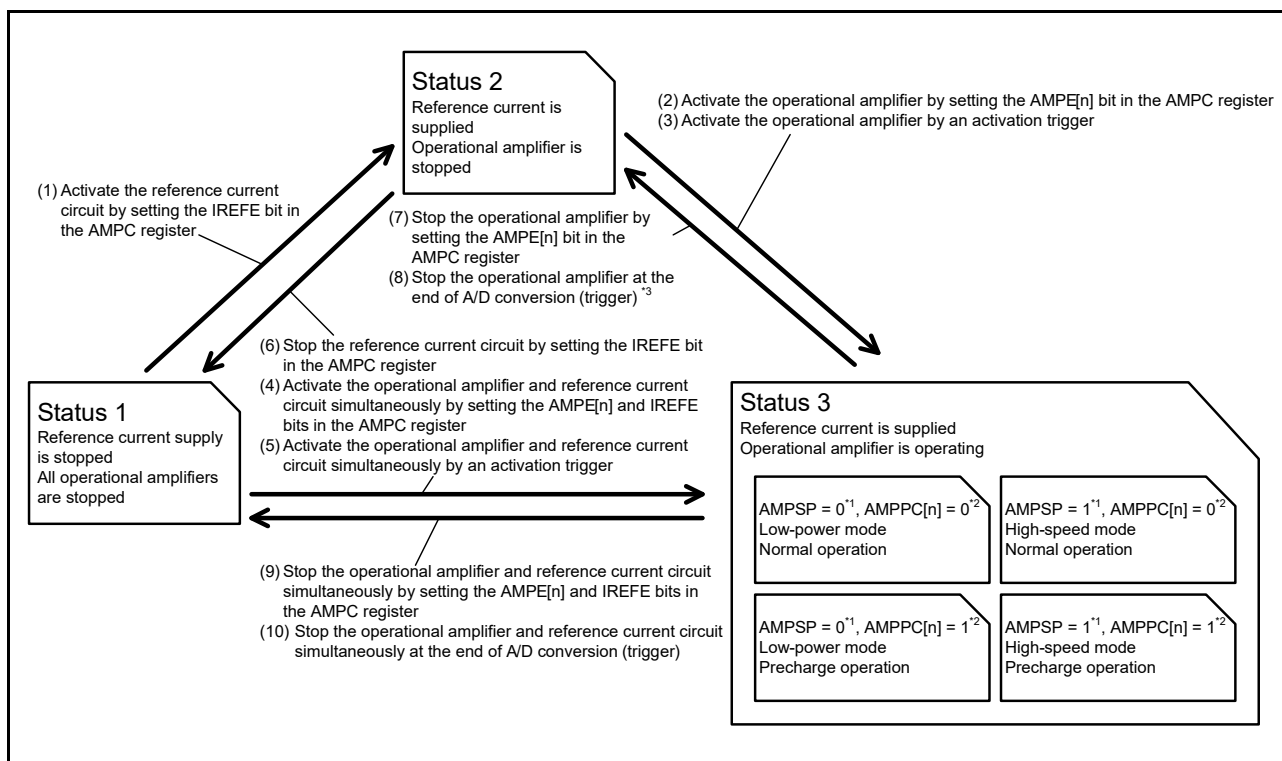 Status 2
Reference current is
supplied
Operational amplifier is
stopped
(2) Activate the operational amplifier by setting the AMPE[n] bit in the AMPC register
(3) Activate the operational amplifier by an activation trigger
(1) Activate the reference current
circuit by setting the IREFE bit in
the AMPC register
(7) Stop the operational amplifier by
setting the AMPE[n] bit in the
AMPC register
(8) Stop the operational amplifier at the
end of A/D conversion (trigger) *3
(6) Stop the reference current circuit by setting the IREFE bit
in the AMPC register
(4) Activate the operational amplifier and reference current
circuit simultaneously by setting the AMPE[n] and IREFE
bits in the AMPC register
(5) Activate the operational amplifier and reference current
circuit simultaneously by an activation trigger
Status 1
Reference current supply
is stopped
All operational amplifiers
are stopped
(9) Stop the operational amplifier and reference current circuit
simultaneously by setting the AMPE[n] and IREFE bits in
the AMPC register
(10) Stop the operational amplifier and reference current circuit
simultaneously at the end of A/D conversion (trigger)
Status 3
Reference current is supplied
Operational amplifier is operating
AMPSP = 0*1, AMPPC[n] = 0*2
Low-power mode
Normal operation
AMPSP = 1*1, AMPPC[n] = 0*2
High-speed mode
Normal operation
AMPSP = 0*1, AMPPC[n] = 1*2
Low-power mode
Precharge operation
AMPSP = 1*1, AMPPC[n] = 1*2
High-speed mode
Precharge operation